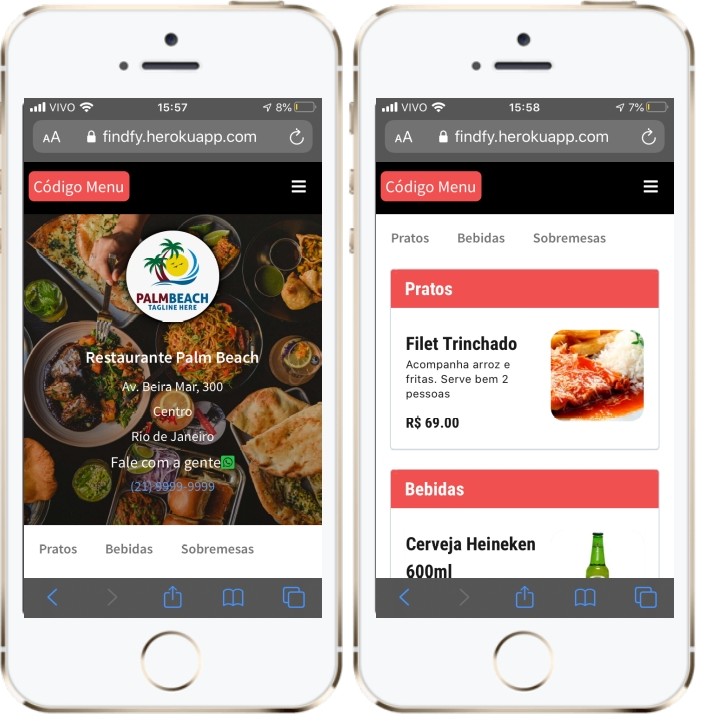 VIVO 15:57 8%
AA findfy.herokuapp.com
Código Menu
PALMBEACH
TAGLINE HERE
Restaurante Palm Beach
Av. Beira Mar, 300
Centro
Rio de Janeiro
Fale com a gente
(21) 9999-9999
Pratos Bebidas Sobremesas
VIVO 15:58 7%
AA findfy.herokuapp.com
Código Menu
Pratos Bebidas Sobremesas
Pratos
Filet Trinchado
Acompanha arroz e
fritas. Serve bem 2
pessoas
R$ 69.00
Bebidas
Cerveja Heineken
600ml